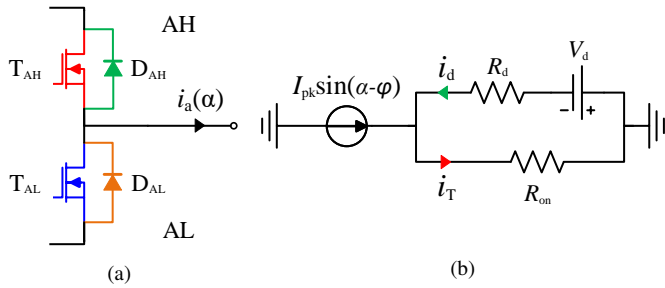 AH
T_AH
D_AH
i_a(α)
T_AL
D_AL
AL
(a)
I_pk sin(α-φ)
i_d
R_d
V_d
- +
i_T
R_on
(b)